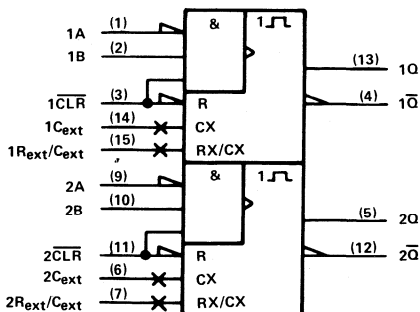 1A (1) & 1
1B (2)
(13) 1Q
1CLR (3) R (4) 1Q̅
1Cext (14) CX
1Rext/Cext (15) RX/CX
2A (9) & 1
2B (10)
(5) 2Q
2CLR (11) R (12) 2Q̅
2Cext (6) CX
2Rext/Cext (7) RX/CX